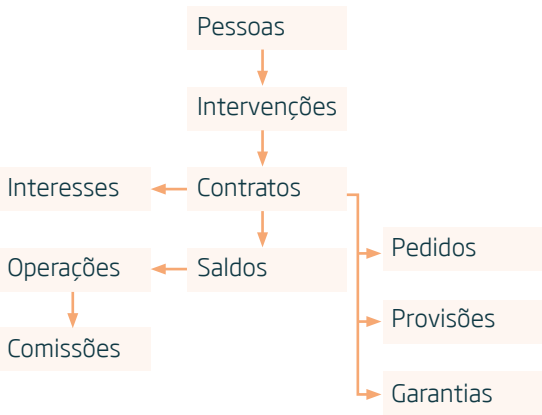 Pessoas
Intervenções
Interesses
Contratos
Pedidos
Operações
Saldos
Provisões
Comissões
Garantias